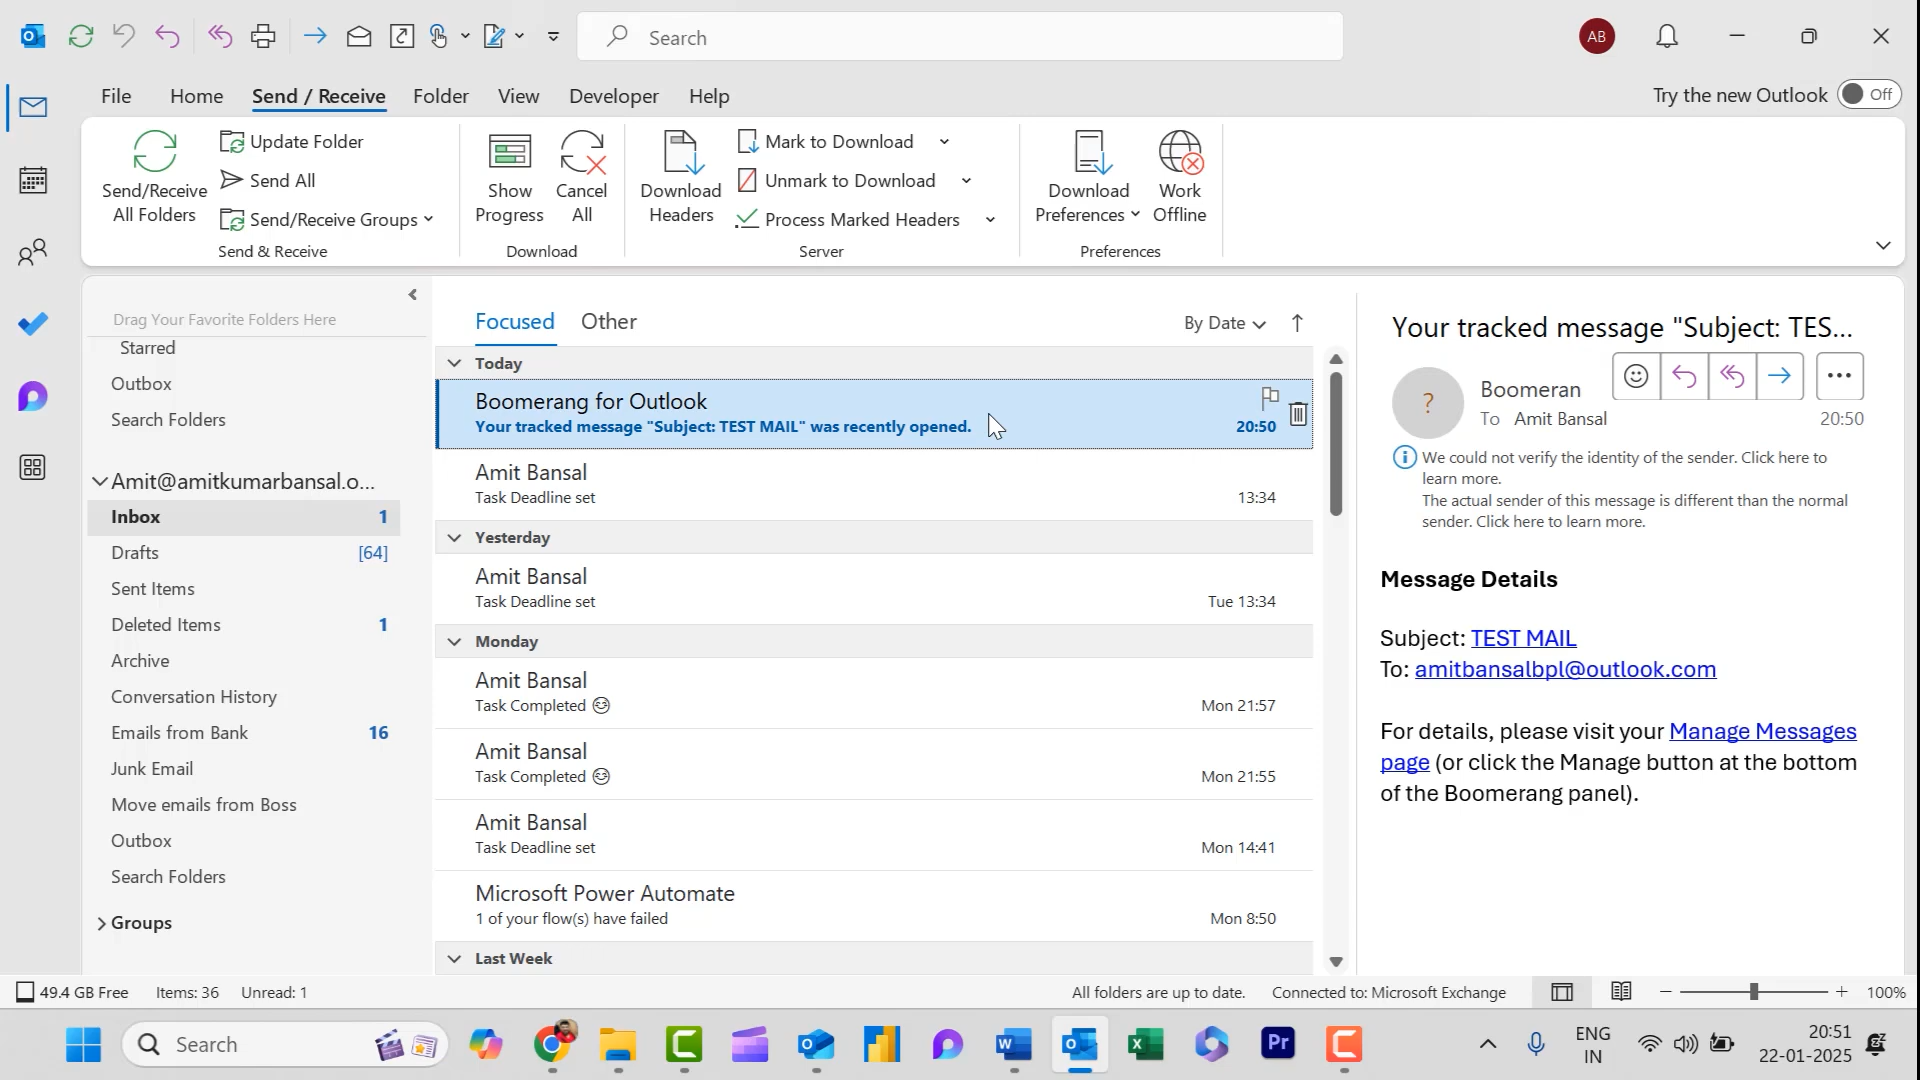 Search
AB
File
Home
Send / Receive
Folder
View
Developer
Help
Try the new Outlook
Off
Send/Receive
All Folders
Update Folder
Send All
Send/Receive Groups
Send & Receive
Show
Progress
Cancel
All
Download
Download
Headers
Mark to Download
Unmark to Download
Process Marked Headers
Server
Download
Preferences
Work
Offline
Preferences
Drag Your Favorite Folders Here
Starred
Outbox
Search Folders
Amit@amitkumarbansal.o...
Inbox 1
Drafts [64]
Sent Items
Deleted Items 1
Archive
Conversation History
Emails from Bank 16
Junk Email
Move emails from Boss
Outbox
Search Folders
Groups
Focused Other By Date
Today
Boomerang for Outlook
Your tracked message "Subject: TEST MAIL" was recently opened. 20:50
Amit Bansal
Task Deadline set 13:34
Yesterday
Amit Bansal
Task Deadline set Tue 13:34
Monday
Amit Bansal
Task Completed 😊 Mon 21:57
Amit Bansal
Task Completed 😊 Mon 21:55
Amit Bansal
Task Deadline set Mon 14:41
Microsoft Power Automate
1 of your flow(s) have failed Mon 8:50
Last Week
Your tracked message "Subject: TES...
?
Boomeran
To Amit Bansal 20:50
We could not verify the identity of the sender. Click here to
learn more.
The actual sender of this message is different than the normal
sender. Click here to learn more.
Message Details
Subject: TEST MAIL
To: amitbansalbpl@outlook.com
For details, please visit your Manage Messages
page (or click the Manage button at the bottom
of the Boomerang panel).
49.4 GB Free Items: 36 Unread: 1 All folders are up to date. Connected to: Microsoft Exchange 100%
Search
Pr
ENG
IN
20:51
22-01-2025